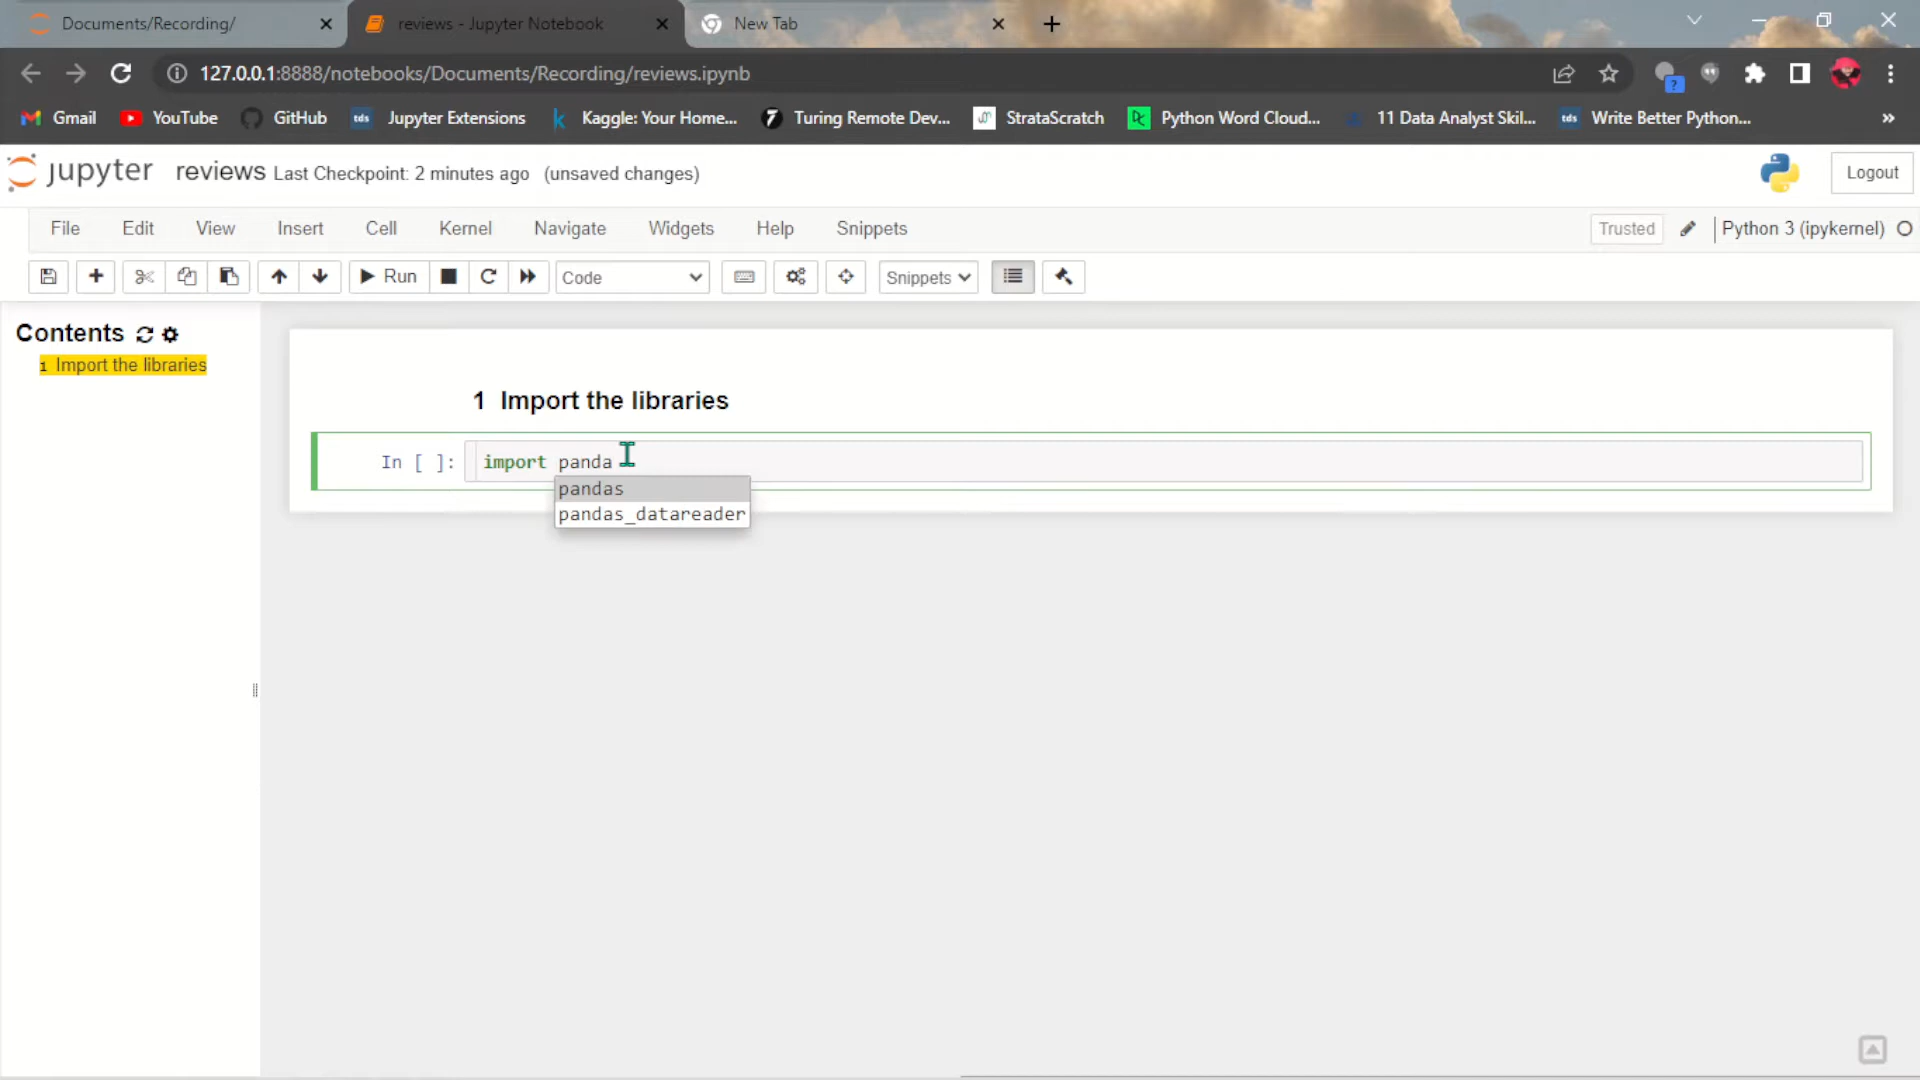 Documents/Recording/
reviews - Jupyter Notebook
New Tab
127.0.0.1:8888/notebooks/Documents/Recording/reviews.ipynb
?
Gmail
YouTube
GitHub
tds Jupyter Extensions
k Kaggle: Your Home...
7 Turing Remote Dev...
StrataScratch
DC Python Word Cloud...
11 Data Analyst Skil...
tds Write Better Python...
»
jupyter reviews Last Checkpoint: 2 minutes ago (unsaved changes)
Logout
File Edit View Insert Cell Kernel Navigate Widgets Help Snippets
Trusted
Python 3 (ipykernel)
Run
Code
Snippets
Contents
1 Import the libraries
1 Import the libraries
In [ ]: import panda
pandas
pandas_datareader